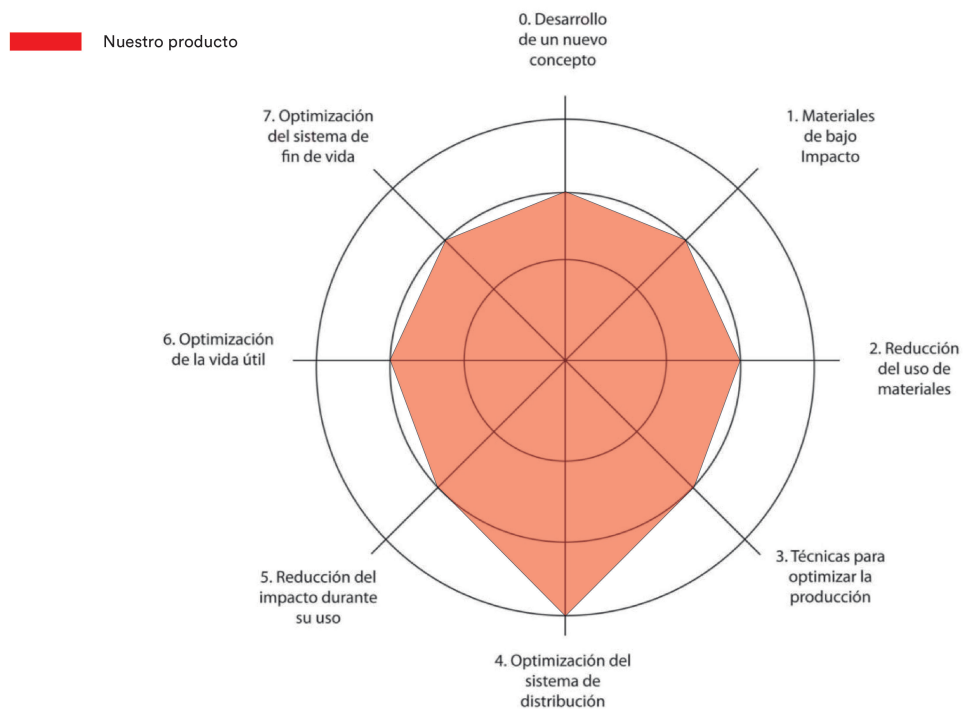 Nuestro producto
0. Desarrollo
de un nuevo
concepto
1. Materiales
de bajo
Impacto
2. Reducción
del uso de
materiales
3. Técnicas para
optimizar la
producción
4. Optimización del
sistema de
distribución
5. Reducción del
impacto durante
su uso
6. Optimización
de la vida útil
7. Optimización
del sistema de
fin de vida